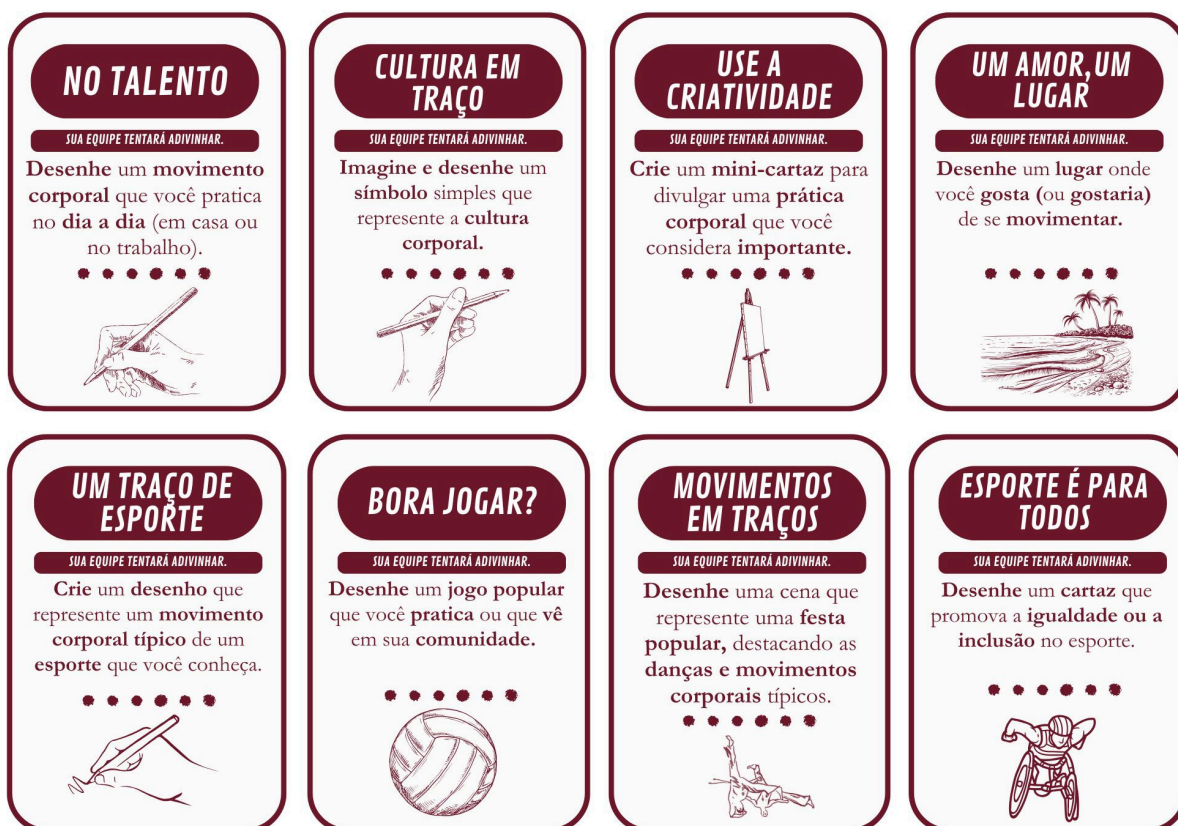 NO TALENTO
SUA EQUIPE TENTARÁ ADIVINHAR.
Desenhe um movimento
corporal que você pratica
no dia a dia (em casa ou
no trabalho).
CULTURA EM
TRAÇO
SUA EQUIPE TENTARÁ ADIVINHAR.
Imagine e desenhe um
símbolo simples que
represente a cultura
corporal.
USE A
CRIATIVIDADE
SUA EQUIPE TENTARÁ ADIVINHAR.
Crie um mini-cartaz para
divulgar uma prática
corporal que você
considera importante.
UM AMOR,UM
LUGAR
SUA EQUIPE TENTARÁ ADIVINHAR.
Desenhe um lugar onde
você gosta (ou gostaria)
de se movimentar.
UM TRAÇO DE
ESPORTE
SUA EQUIPE TENTARÁ ADIVINHAR.
Crie um desenho que
represente um movimento
corporal típico de um
esporte que você conheça.
BORA JOGAR?
SUA EQUIPE TENTARÁ ADIVINHAR.
Desenhe um jogo popular
que você pratica ou que vê
em sua comunidade.
MOVIMENTOS
EM TRAÇOS
SUA EQUIPE TENTARÁ ADIVINHAR.
Desenhe uma cena que
represente uma festa
popular, destacando as
danças e movimentos
corporais típicos.
ESPORTE É PARA
TODOS
SUA EQUIPE TENTARÁ ADIVINHAR.
Desenhe um cartaz que
promova a igualdade ou a
inclusão no esporte.